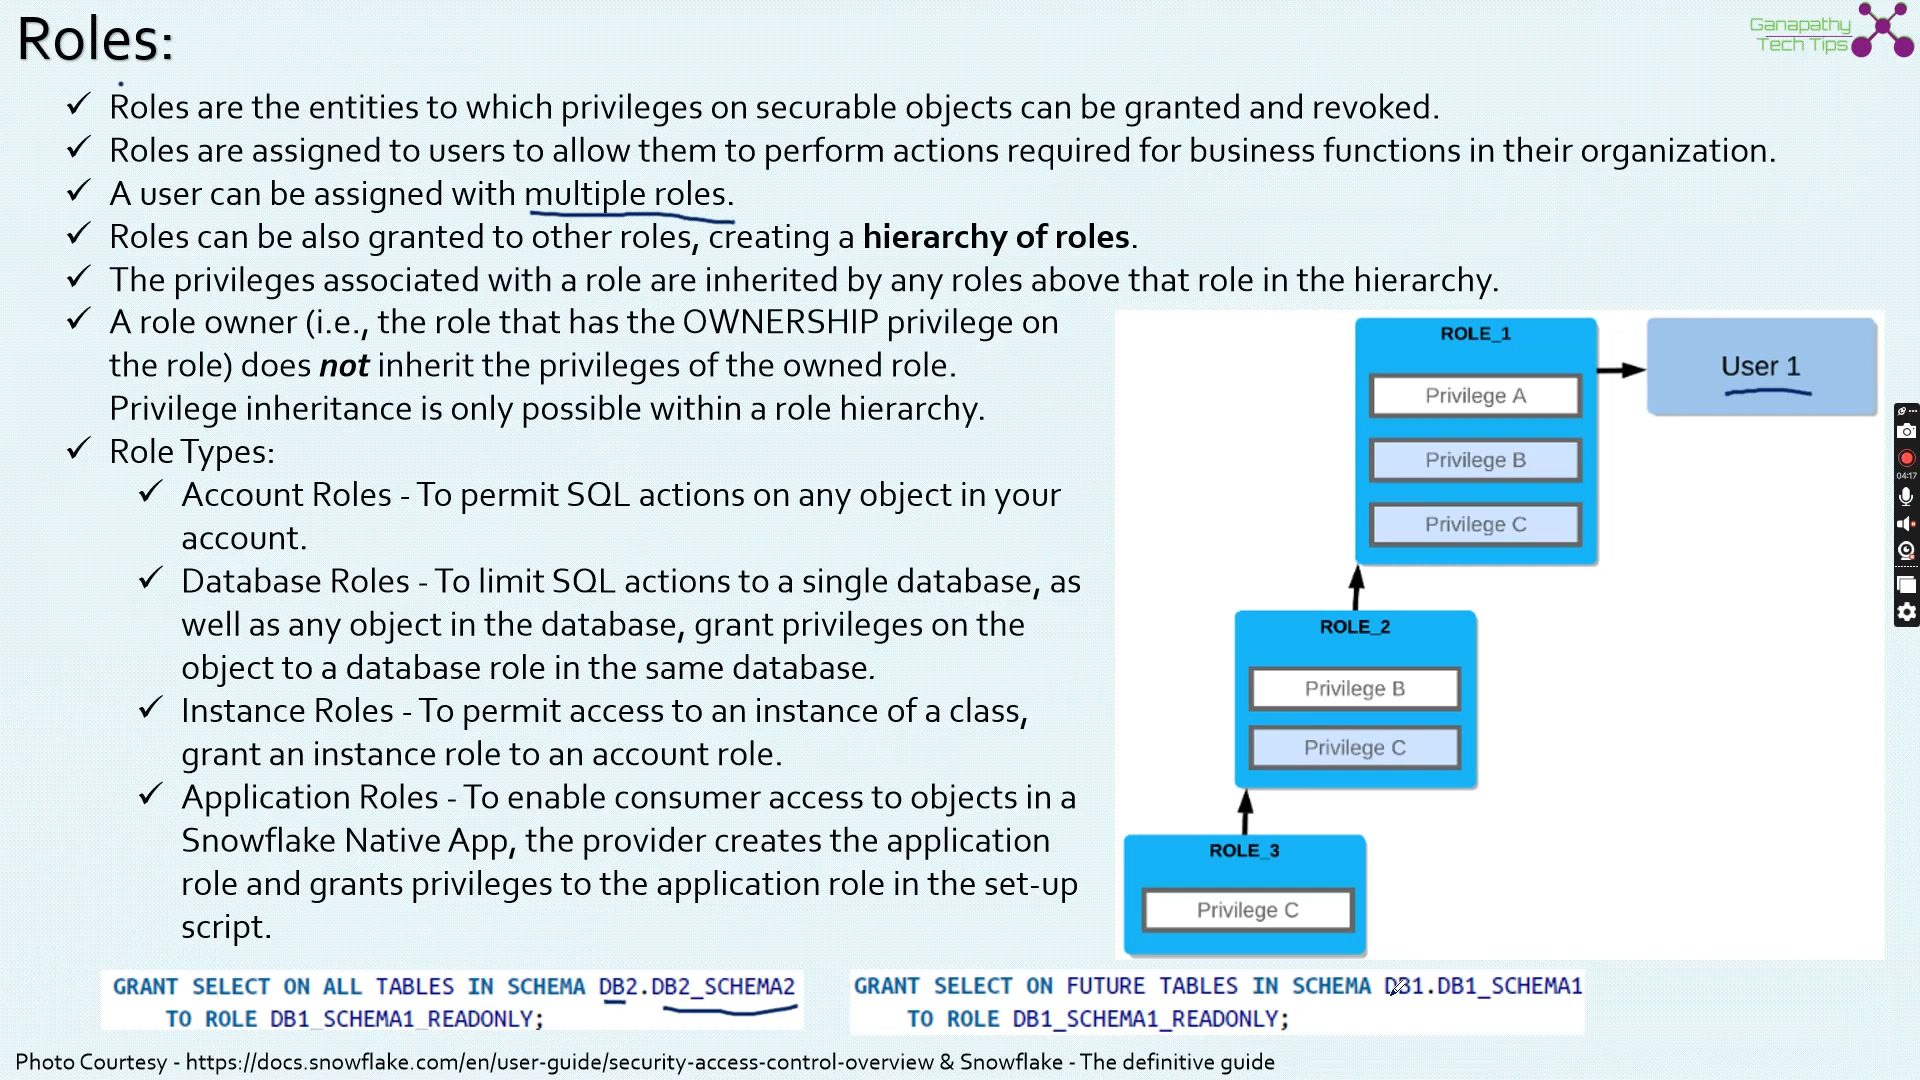 Roles:
Ganapathy
Tech Tips
✓ Roles are the entities to which privileges on securable objects can be granted and revoked.
✓ Roles are assigned to users to allow them to perform actions required for business functions in their organization.
✓ A user can be assigned with multiple roles.
✓ Roles can be also granted to other roles, creating a hierarchy of roles.
✓ The privileges associated with a role are inherited by any roles above that role in the hierarchy.
✓ A role owner (i.e., the role that has the OWNERSHIP privilege on
the role) does not inherit the privileges of the owned role.
Privilege inheritance is only possible within a role hierarchy.
✓ Role Types:
✓ Account Roles - To permit SQL actions on any object in your
account.
✓ Database Roles - To limit SQL actions to a single database, as
well as any object in the database, grant privileges on the
object to a database role in the same database.
✓ Instance Roles - To permit access to an instance of a class,
grant an instance role to an account role.
✓ Application Roles - To enable consumer access to objects in a
Snowflake Native App, the provider creates the application
role and grants privileges to the application role in the set-up
script.
ROLE_1
Privilege A
Privilege B
Privilege C
User 1
ROLE_2
Privilege B
Privilege C
ROLE_3
Privilege C
04:17
GRANT SELECT ON ALL TABLES IN SCHEMA DB2.DB2_SCHEMA2
TO ROLE DB1_SCHEMA1_READONLY;
GRANT SELECT ON FUTURE TABLES IN SCHEMA DB1.DB1_SCHEMA1
TO ROLE DB1_SCHEMA1_READONLY;
Photo Courtesy - https://docs.snowflake.com/en/user-guide/security-access-control-overview & Snowflake - The definitive guide